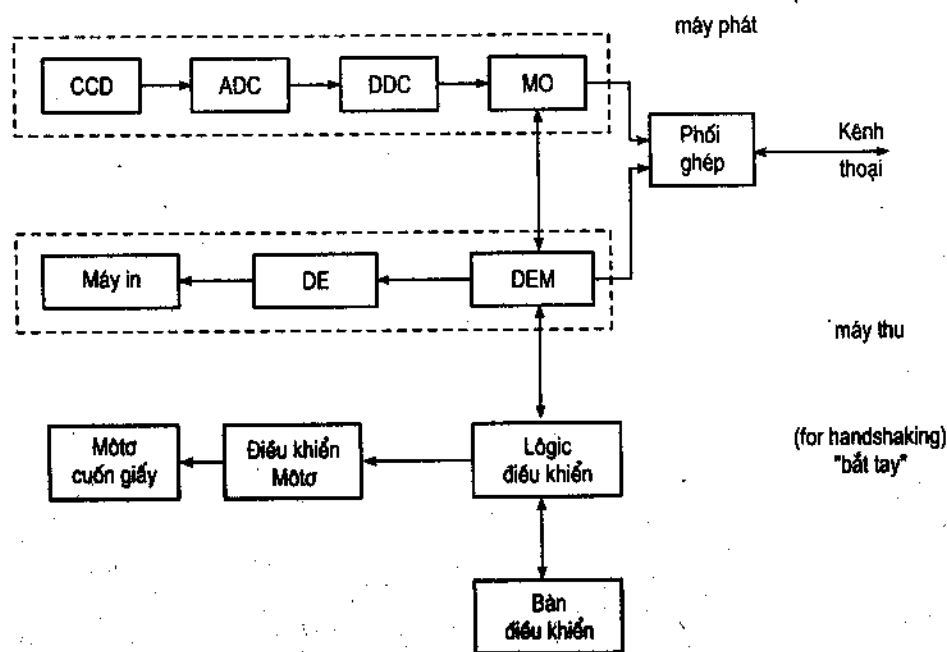 máy phát
CCD
ADC
DDC
MO
Phối
ghép
Kênh
thoại
Máy in
DE
DEM
máy thu
Môtơ
cuốn giấy
Điều khiển
Môtơ
Lôgic
điều khiển
(for handshaking)
"bắt tay"
Bàn
điều khiển